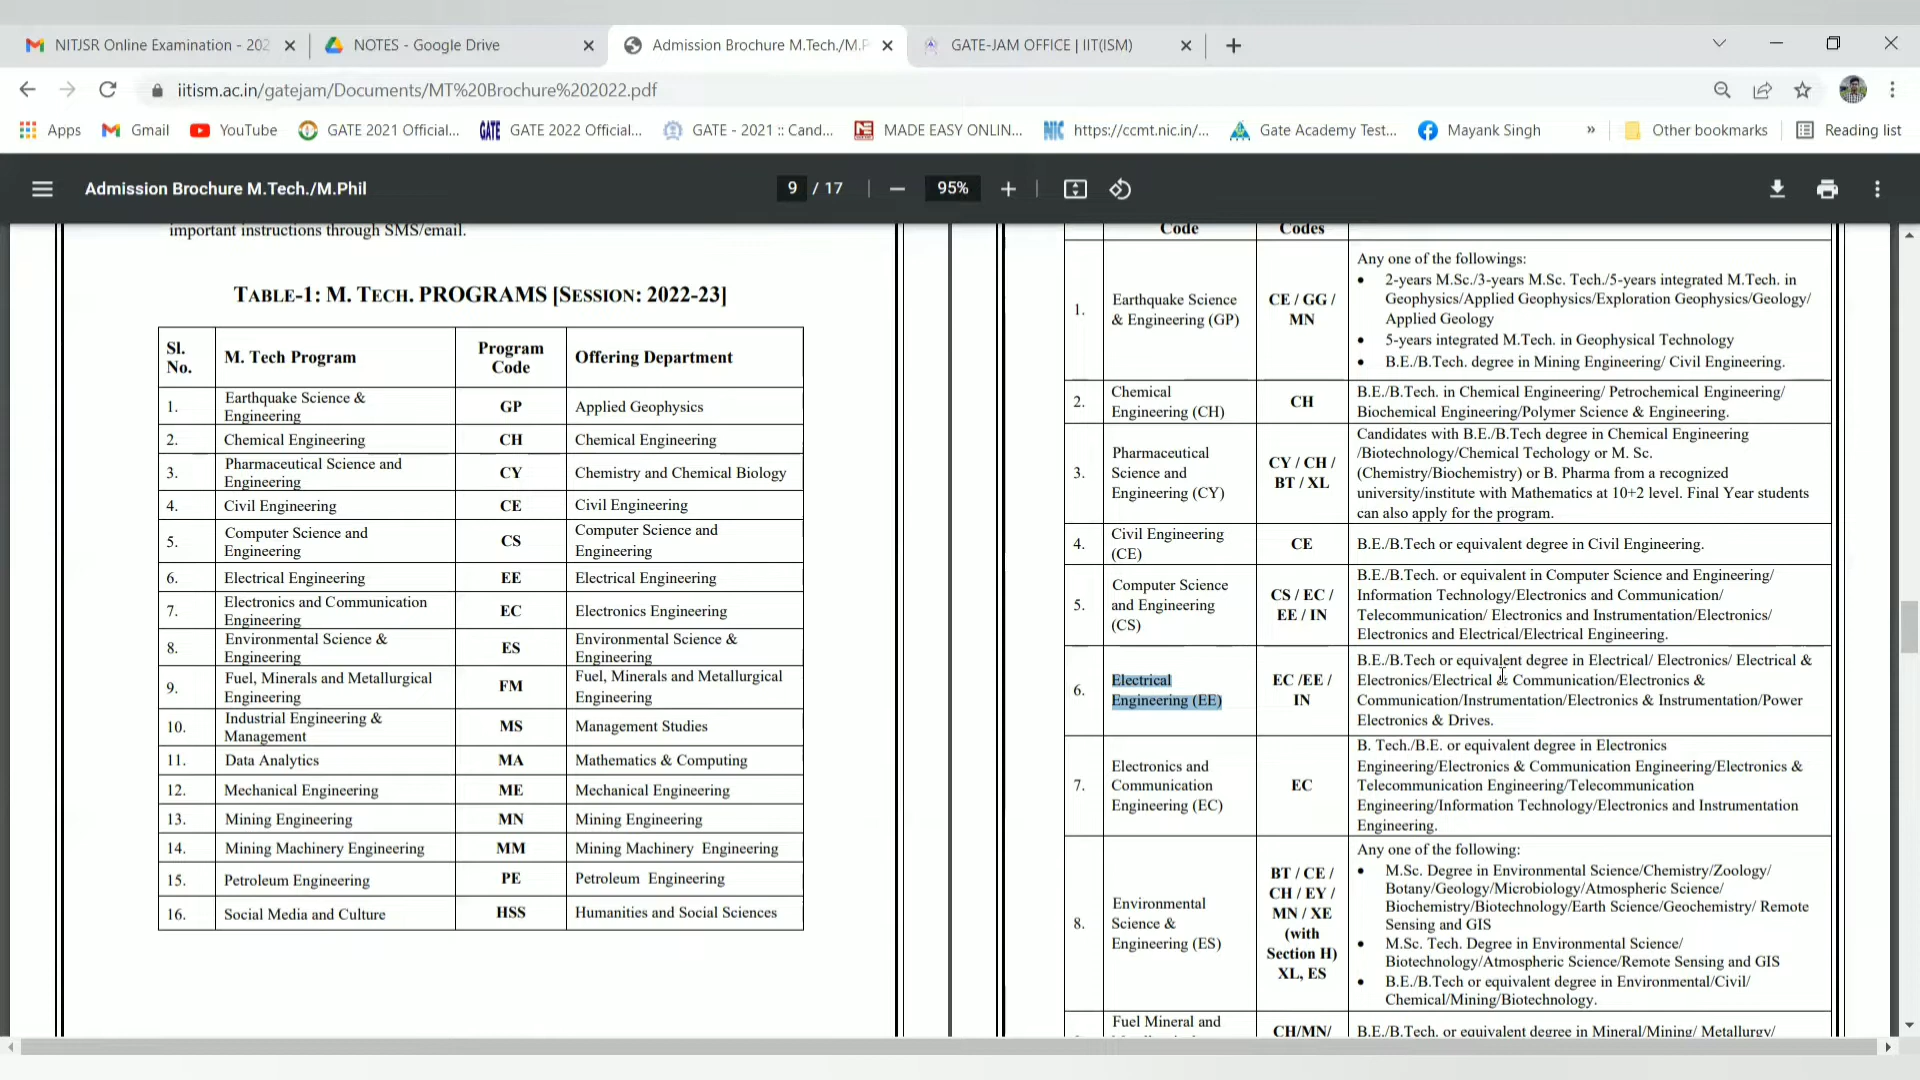 NITJSR Online Examination - 202
NOTES - Google Drive
Admission Brochure M.Tech./M.P
GATE-JAM OFFICE | IIT(ISM)
iitism.ac.in/gatejam/Documents/MT%20Brochure%202022.pdf
Apps
Gmail
YouTube
GATE 2021 Official...
GATE
GATE 2022 Official...
GATE - 2021 :: Cand...
MADE EASY ONLIN...
NIC
https://ccmt.nic.in/...
Gate Academy Test...
Mayank Singh
»
Other bookmarks
Reading list
Admission Brochure M.Tech./M.Phil
9 / 17
95%
important instructions through SMS/email.
TABLE-1: M. TECH. PROGRAMS [SESSION: 2022-23]
Sl. No. M. Tech Program Program Code Offering Department
1. Earthquake Science & Engineering GP Applied Geophysics
2. Chemical Engineering CH Chemical Engineering
3. Pharmaceutical Science and Engineering CY Chemistry and Chemical Biology
4. Civil Engineering CE Civil Engineering
5. Computer Science and Engineering CS Computer Science and Engineering
6. Electrical Engineering EE Electrical Engineering
7. Electronics and Communication Engineering EC Electronics Engineering
8. Environmental Science & Engineering ES Environmental Science & Engineering
9. Fuel, Minerals and Metallurgical Engineering FM Fuel, Minerals and Metallurgical Engineering
10. Industrial Engineering & Management MS Management Studies
11. Data Analytics MA Mathematics & Computing
12. Mechanical Engineering ME Mechanical Engineering
13. Mining Engineering MN Mining Engineering
14. Mining Machinery Engineering MM Mining Machinery Engineering
15. Petroleum Engineering PE Petroleum Engineering
16. Social Media and Culture HSS Humanities and Social Sciences
Code Codes
1. Earthquake Science & Engineering (GP) CE / GG / MN
Any one of the followings:
• 2-years M.Sc./3-years M.Sc. Tech./5-years integrated M.Tech. in
Geophysics/Applied Geophysics/Exploration Geophysics/Geology/
Applied Geology
• 5-years integrated M.Tech. in Geophysical Technology
• B.E./B.Tech. degree in Mining Engineering/ Civil Engineering.
2. Chemical Engineering (CH) CH
B.E./B.Tech. in Chemical Engineering/ Petrochemical Engineering/
Biochemical Engineering/Polymer Science & Engineering.
3. Pharmaceutical Science and Engineering (CY) CY / CH / BT / XL
Candidates with B.E./B.Tech degree in Chemical Engineering
/Biotechnology/Chemical Techology or M. Sc.
(Chemistry/Biochemistry) or B. Pharma from a recognized
university/institute with Mathematics at 10+2 level. Final Year students
can also apply for the program.
4. Civil Engineering (CE) CE
B.E./B.Tech or equivalent degree in Civil Engineering.
5. Computer Science and Engineering (CS) CS / EC / EE / IN
B.E./B.Tech. or equivalent in Computer Science and Engineering/
Information Technology/Electronics and Communication/
Telecommunication/ Electronics and Instrumentation/Electronics/
Electronics and Electrical/Electrical Engineering.
6. Electrical Engineering (EE) EC /EE / IN
B.E./B.Tech or equivalent degree in Electrical/ Electronics/ Electrical &
Electronics/Electrical & Communication/Electronics &
Communication/Instrumentation/Electronics & Instrumentation/Power
Electronics & Drives.
7. Electronics and Communication Engineering (EC) EC
B. Tech./B.E. or equivalent degree in Electronics
Engineering/Electronics & Communication Engineering/Electronics &
Telecommunication Engineering/Telecommunication
Engineering/Information Technology/Electronics and Instrumentation
Engineering.
8. Environmental Science & Engineering (ES) BT / CE / CH / EY / MN / XE (with Section H) XL, ES
Any one of the following:
• M.Sc. Degree in Environmental Science/Chemistry/Zoology/
Botany/Geology/Microbiology/Atmospheric Science/
Biochemistry/Biotechnology/Earth Science/Geochemistry/ Remote
Sensing and GIS
• M.Sc. Tech. Degree in Environmental Science/
Biotechnology/Atmospheric Science/Remote Sensing and GIS
• B.E./B.Tech or equivalent degree in Environmental/Civil/
Chemical/Mining/Biotechnology.
Fuel Mineral and CH/MN/ B.E./B.Tech. or equivalent degree in Mineral/Mining/ Metallurgy/